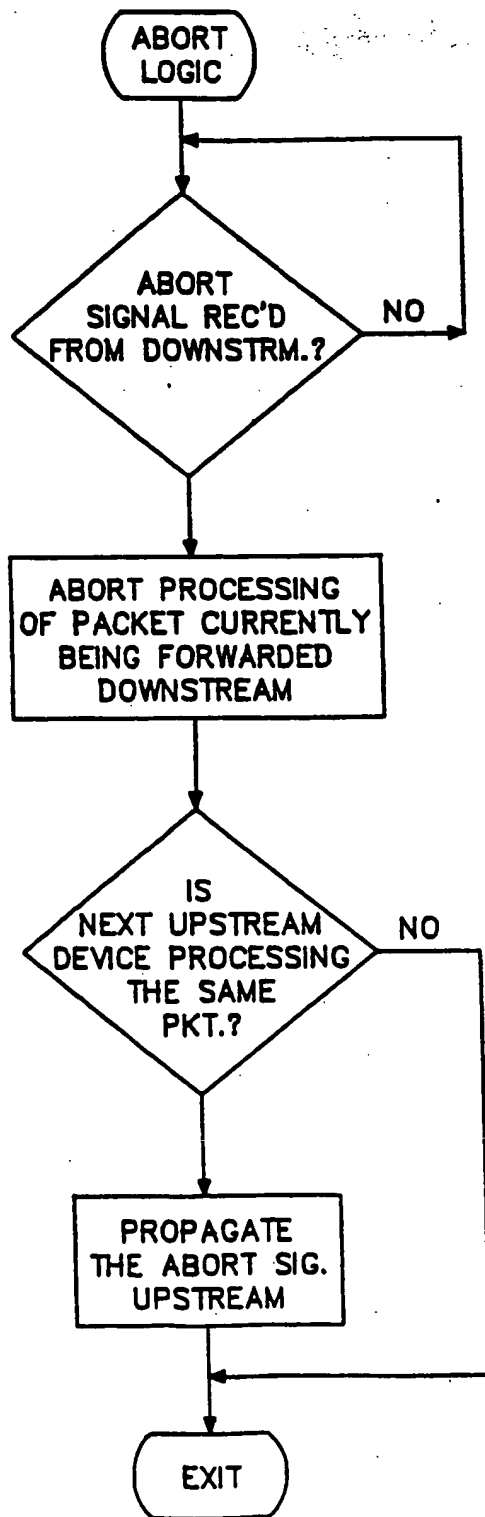 ABORT
LOGIC
ABORT
SIGNAL REC'D
FROM DOWNSTRM.?
NO
ABORT PROCESSING
OF PACKET CURRENTLY
BEING FORWARDED
DOWNSTREAM
IS
NEXT UPSTREAM
DEVICE PROCESSING
THE SAME
PKT.?
NO
PROPAGATE
THE ABORT SIG.
UPSTREAM
EXIT